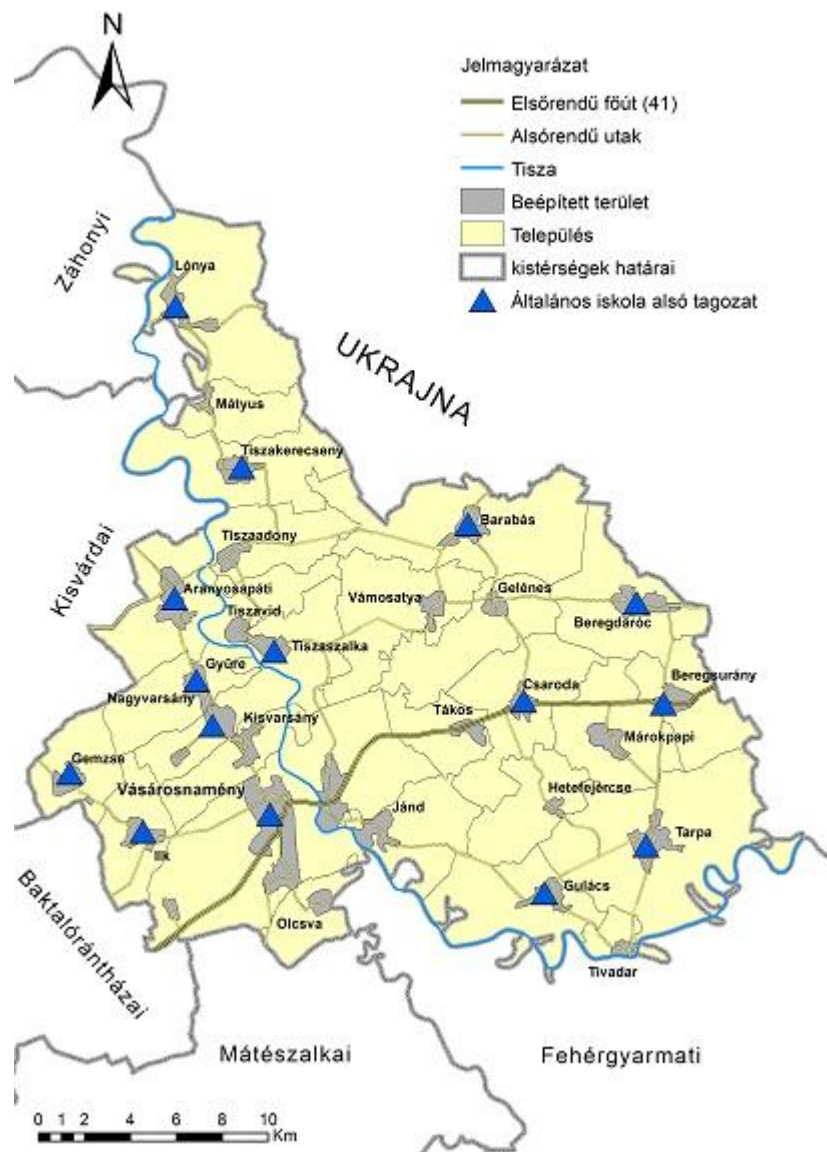 N
Jelmagyarázat
Elsőrendű főút (41)
Alsórendű utak
Tisza
Beépített terület
Település
kistérségek határai
Általános iskola alsó tagozat
Záhonyi
Lónya
UKRAJNA
Mátyus
Tiszakerecseny
Kisvárdai
Barabás
Tiszaadony
Aranyosapáti
Vámosatya
Gelénes
Beregdaróc
Tiszavid
Tiszaszalka
Gyüre
Nagyvarsány
Csaroda
Beregsurány
Kisvarsány
Tákos
Márokpapi
Gemzse
Vásárosnamény
Hetefejércse
Jánd
Tarpa
Ilk
Gulács
Baktalórántházai
Olcsva
Tivadar
Mátészalkai
Fehérgyarmati
0 1 2 4 6 8 10
Km